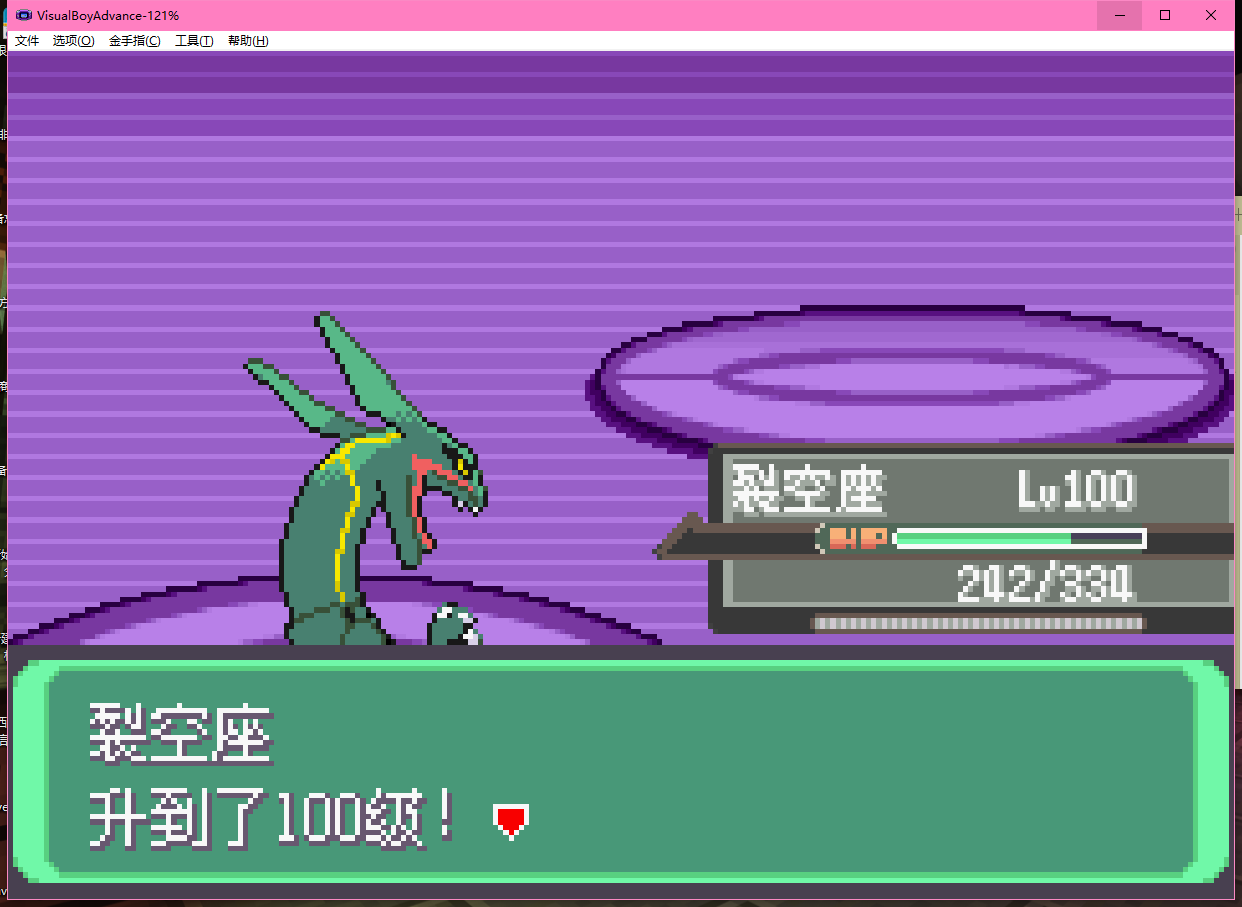 VisualBoyAdvance-121%
文件 选项(O) 金手指(C) 工具(T) 帮助(H)
裂空座 Lv100
242/334
裂空座
升到了100级!